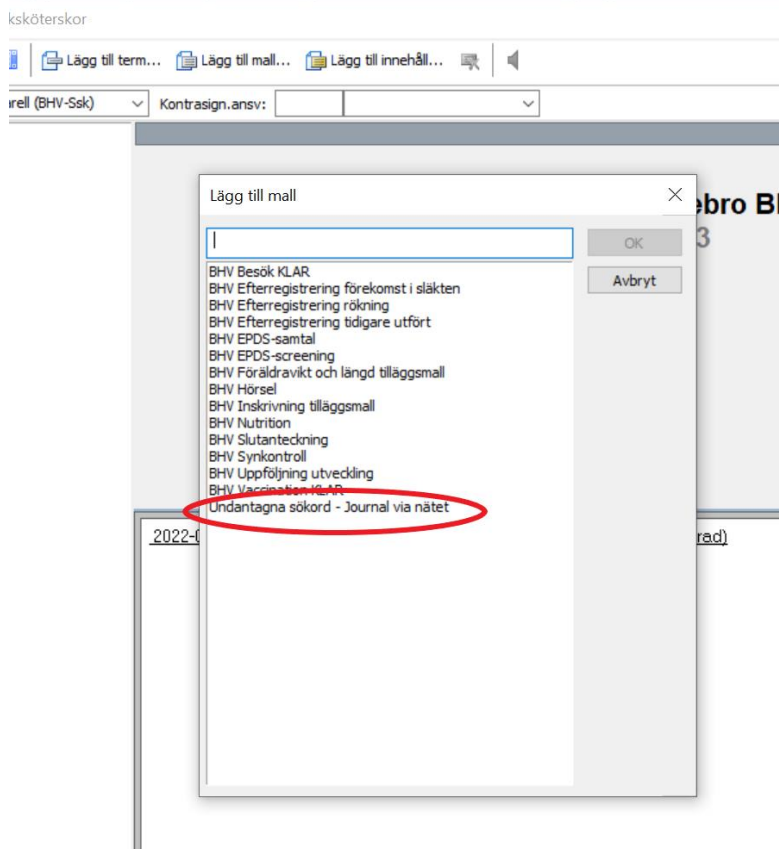 ksköterskor
Lägg till term... Lägg till mall... Lägg till innehåll...
rell (BHV-Ssk) Kontrasign.ansv:
Lägg till mall
ebro B
3
OK
Avbryt
BHV Besök KLAR
BHV Efterregistrering förekomst i släkten
BHV Efterregistrering rökning
BHV Efterregistrering tidigare utfört
BHV EPDS-samtal
BHV EPDS-screening
BHV Föräldravikt och längd tilläggsmall
BHV Hörsel
BHV Inskrivning tilläggsmall
BHV Nutrition
BHV Slutanteckning
BHV Synkontroll
BHV Uppföljning utveckling
BHV Vaccination KLAR
Undantagna sökord - Journal via nätet
2022-0 rad)